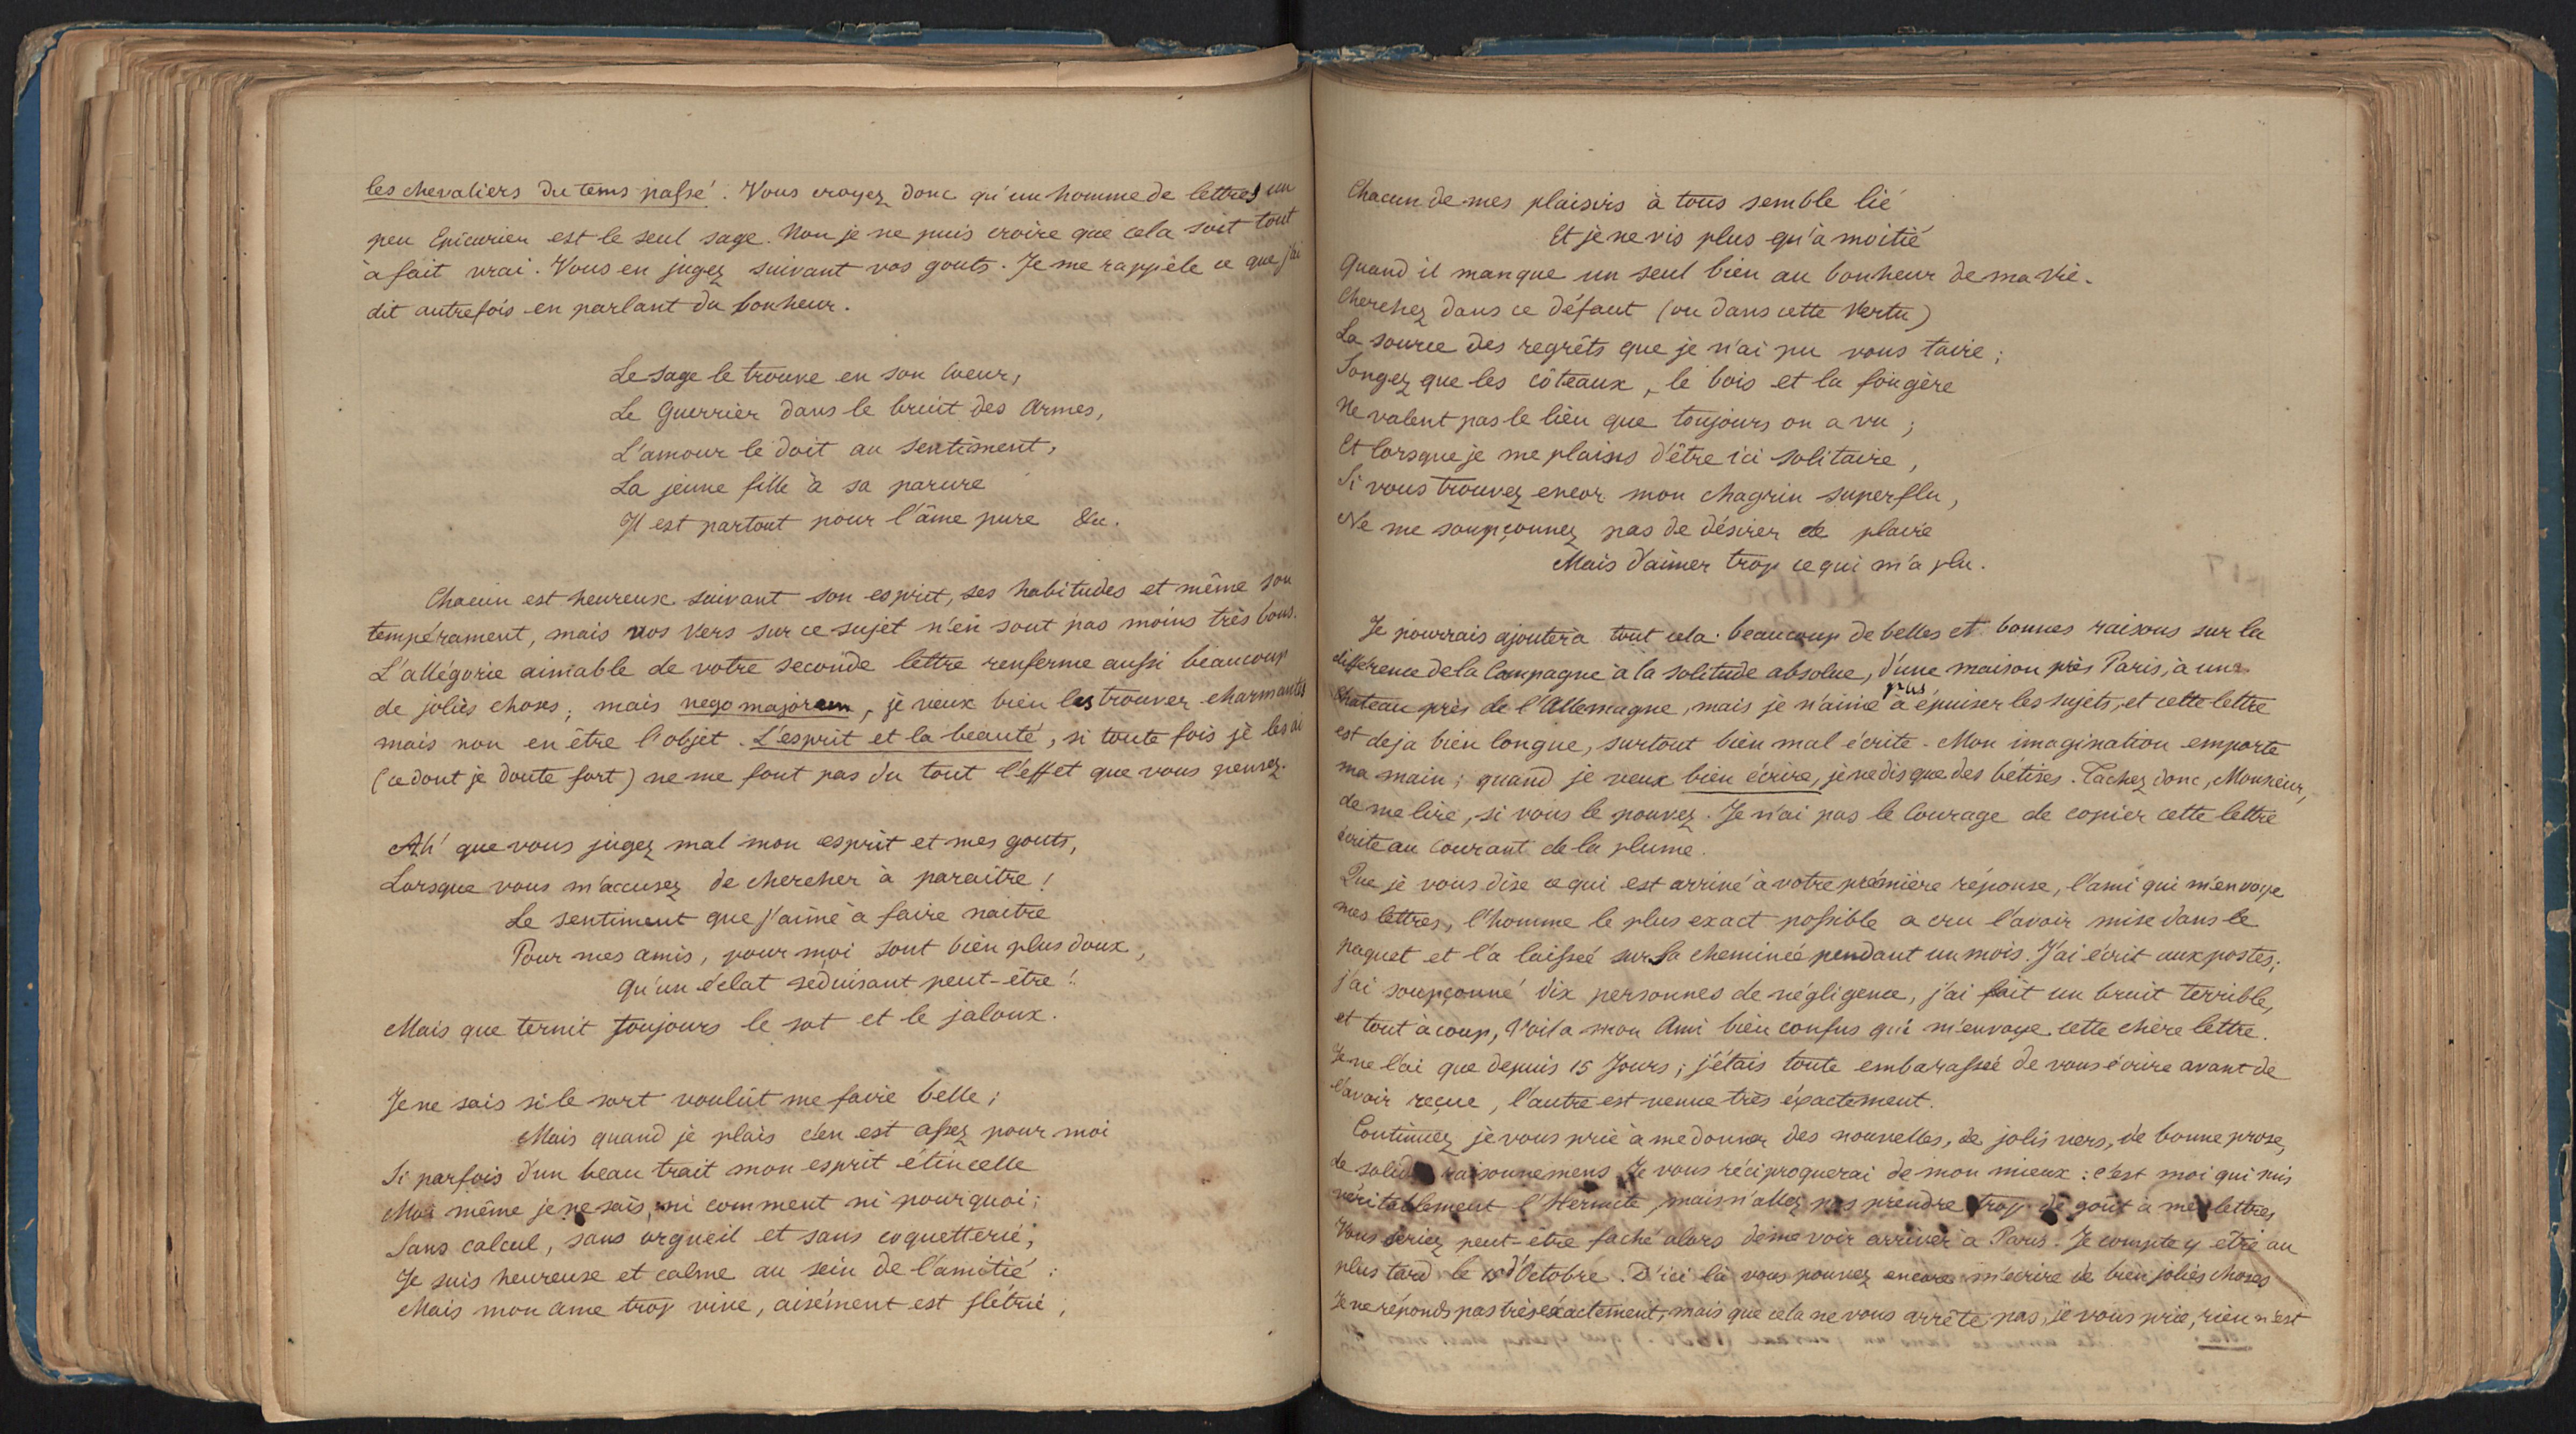 les chevaliers du tems passé. Vous croyez donc qu'un homme de lettres un
peu Epicurien est le seul sage. Non je ne puis croire que cela soit tout
à fait vrai. Vous en jugez suivant vos gouts. Je me rappèle ce que j'ai
dit autrefois en parlant du bonheur.
Le Sage le trouve en son Coeur,
Le Guerrier dans le bruit des Armes,
L'amour le doit au sentiment,
La jeune fille à sa parure
Il est partout pour l'âme pure &c.
Chacun est heureux suivant son esprit, ses habitudes et même son
tempérament, mais vos Vers sur ce sujet n'en sont pas moins très bons.
L'allégorie aimable de votre seconde lettre renferme aussi beaucoup
de jolies choses; mais nego majorem, je veux bien les trouver charmantes
mais non en être l'objet. L'esprit et la beauté, si toute fois je les ai
(ce dont je doute fort) ne me font pas du tout l'effet que vous pensez.
Ah! que vous jugez mal mon esprit et mes gouts,
Lorsque vous m'accusez de chercher à paraitre!
Le sentiment que j'aime à faire naitre
Pour mes amis, pour moi sont bien plus doux,
Qu'un éclat séduisant peut-être!
Mais que ternit toujours le sot et le jaloux.
Je ne sais si le sort voulût me faire belle;
Mais quand je plais c'en est assez pour moi
Si parfois d'un beau trait mon esprit étincelle
Moi même je ne sais, ni comment ni pourquoi;
Sans calcul, sans orgueil et sans coquetterie,
Je suis heureuse et calme au sein de l'amitié:
Mais mon ame trop vive, aisément est flétrie,
Chacun de mes plaisirs à tous semble lié
Et je ne vis plus qu'à moitié
Quand il manque un seul bien au bonheur de ma Vie.
Cherchez dans ce défaut (ou dans cette Vertu)
La source des regrêts que je n'ai pu vous taire;
Songez que les côteaux, le bois et la fougère
Ne valent pas le lieu que toujours on a vu;
Et lorsque je me plains d'être ici solitaire,
Si vous trouvez encor mon chagrin superflu,
Ne me soupçonnez pas de désirer de plaire
Mais d'aimer trop ce qui m'a plu.
Je pourrais ajouter à tout cela beaucoup de belles et bonnes raisons sur la
différence de la Campagne à la solitude absolue, d'une maison près Paris, à un
Chateau près de l'Allemagne, mais je n'aime pas à épuiser les sujets, et cette lettre
est deja bien longue, surtout bien mal écrite. Mon imagination emporte
ma main; quand je veux bien écrire, je ne dis que des bêtises. Tachez donc, Monsieur,
de me lire, si vous le pouvez. Je n'ai pas le Courage de copier cette lettre
écrite au courant de la plume.
Que je vous dise ce qui est arrivé à votre première réponse, l'ami qui m'envoye
mes lettres, l'homme le plus exact possible a cru l'avoir mise dans le
paquet et l'a laissée sur sa cheminée pendant un mois. J'ai écrit aux postes;
j'ai soupçonné dix personnes de négligence, j'ai fait un bruit terrible,
et tout à coup, Voila mon Ami bien confus qui m'envoye cette chère lettre.
Je ne l'ai que depuis 15 Jours; j'étais toute embarassée de vous écrire avant de
l'avoir reçue, l'autre est venue très éxactement.
Continuez je vous prie à me donner des nouvelles, de jolis vers, de bonne prose,
de solides raisonnemens Je vous réciproquerai de mon mieux: c'est moi qui suis
véritablement l'Hermite, mais n'allez pas prendre trop de goût à mes lettres
Vous seriez peut-être faché alors de me voir arriver à Paris. Je compte y être au
plus tard le 15 d'Octobre. D'ici là vous pouvez encore m'écrire de bien jolies choses
Je ne réponds pas très éxactement, mais que cela ne vous arrête pas, je vous prie, rien n'est